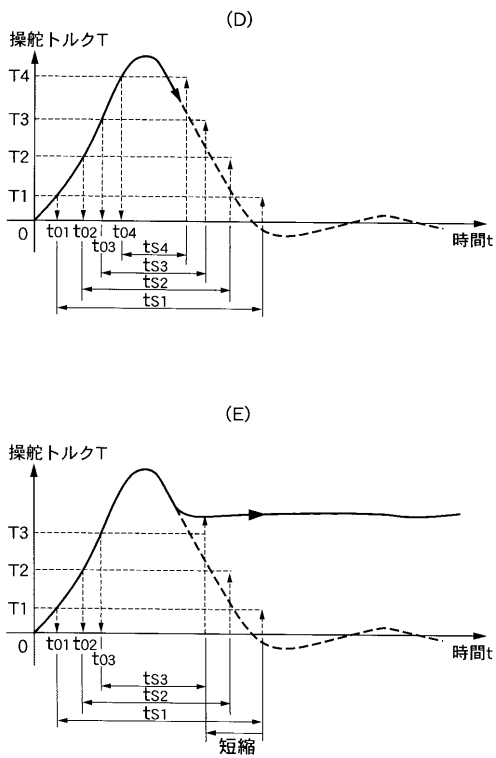 (D)
操舵トルクT
T4
T3
T2
T1
0
t01 t02 t04
t03
時間t
tS4
tS3
tS2
tS1
(E)
操舵トルクT
T3
T2
T1
0
t01 t02
t03
時間t
tS3
tS2
tS1
短縮